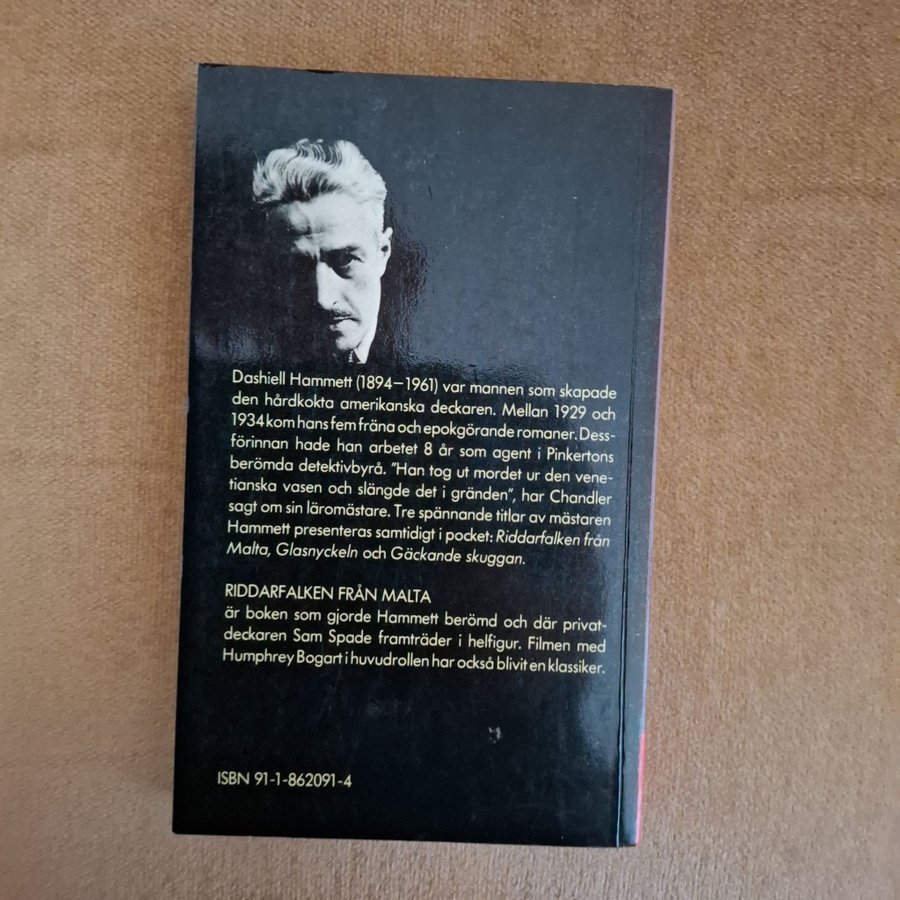 Dashiell Hammett (1894–1961) var mannen som skapade
den hårdkokta amerikanska deckaren. Mellan 1929 och
1934 kom hans fem fräna och epokgörande romaner. Dess-
förinnan hade han arbetet 8 år som agent i Pinkertons
berömda detektivbyrå. "Han tog ut mordet ur den vene-
tianska vasen och slängde det i gränden", har Chandler
sagt om sin läromästare. Tre spännande titlar av mästaren
Hammett presenteras samtidigt i pocket: Riddarfalken från
Malta, Glasnyckeln och Gäckande skuggan.
RIDDARFALKEN FRÅN MALTA
är boken som gjorde Hammett berömd och där privat-
deckaren Sam Spade framträder i helfigur. Filmen med
Humphrey Bogart i huvudrollen har också blivit en klassiker.
ISBN 91-1-862091-4